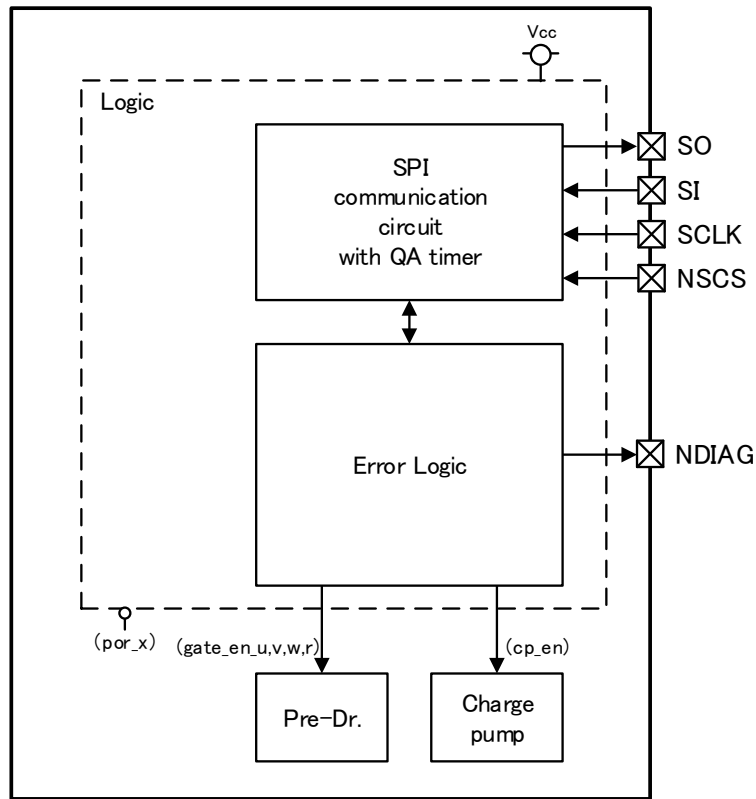 Vcc
Logic
SPI
communication
circuit
with QA timer
SO
SI
SCLK
NSCS
Error Logic
NDIAG
(por_x)
(gate_en_u,v,w,r)
(cp_en)
Pre-Dr.
Charge
pump